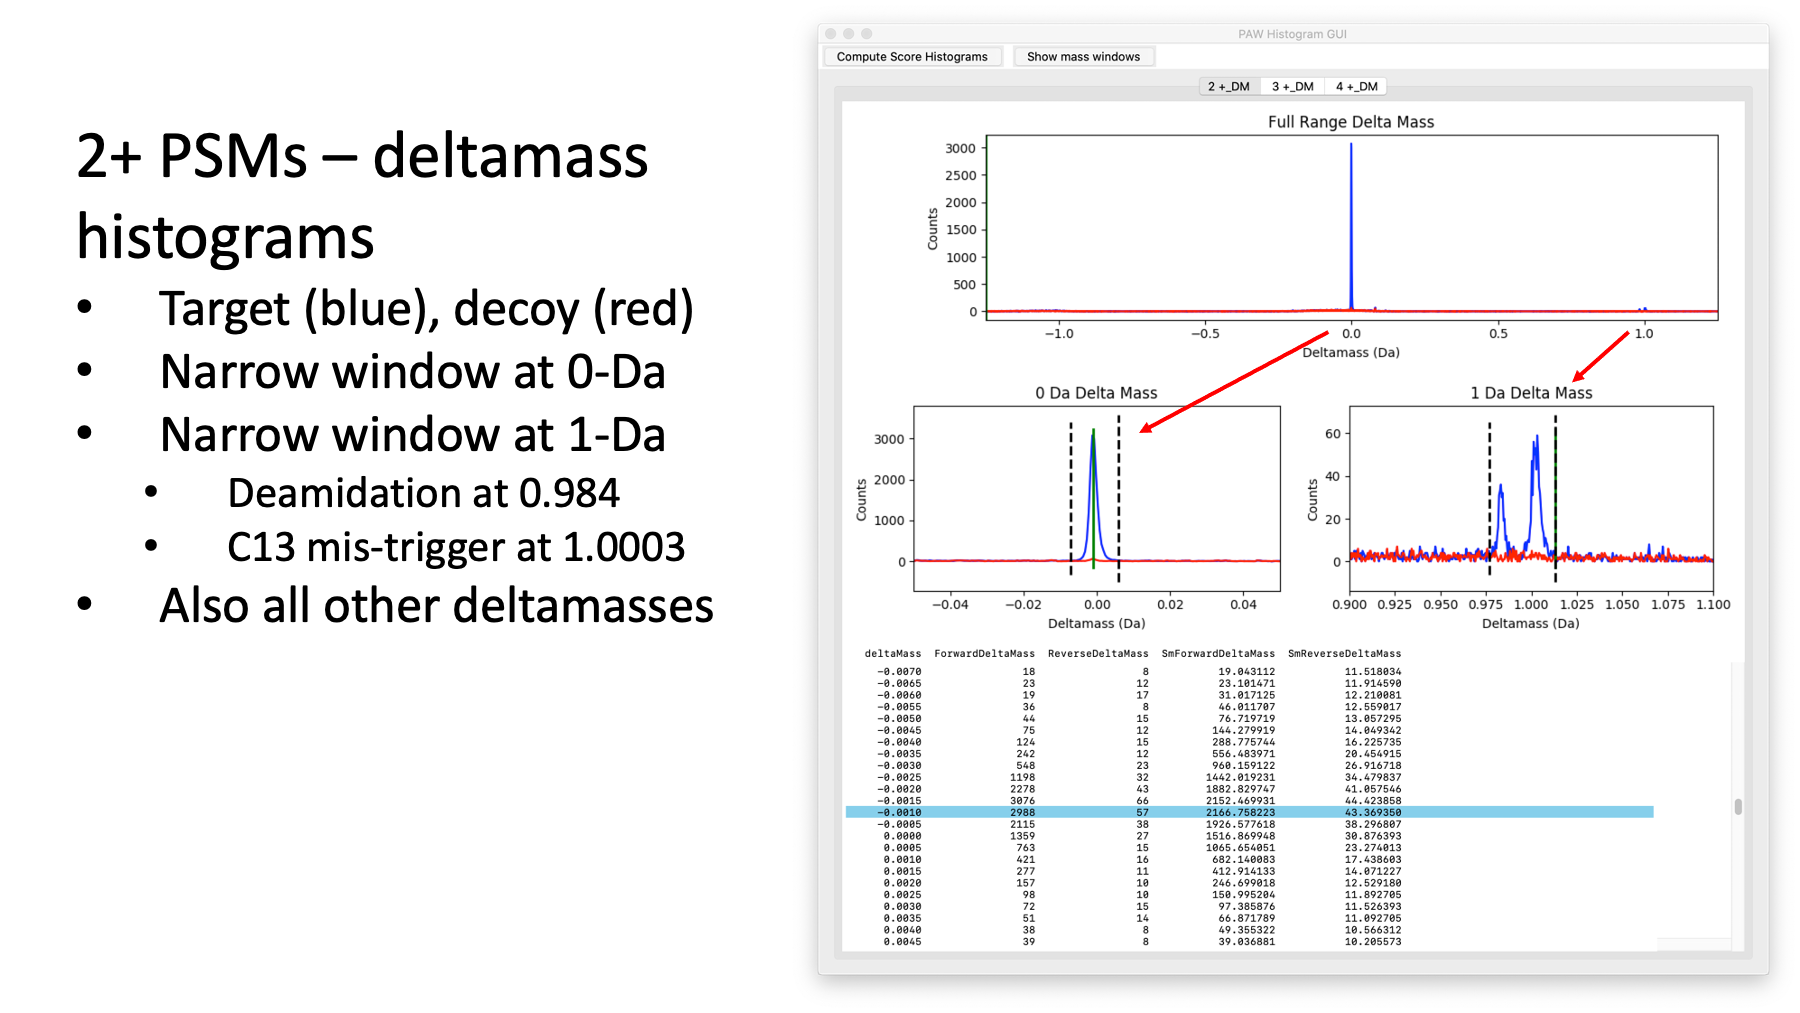 2+ PSMs – deltamass
histograms
• Target (blue), decoy (red)
• Narrow window at 0-Da
• Narrow window at 1-Da
• Deamidation at 0.984
• C13 mis-trigger at 1.0003
• Also all other deltamasses
PAW Histogram GUI
Compute Score Histograms Show mass windows
2 +_DM 3 +_DM 4 +_DM
Full Range Delta Mass
3000
2500
2000
1500
1000
500
0
Counts
−1.0 −0.5 0.0 0.5 1.0
Deltamass (Da)
0 Da Delta Mass
3000
2000
1000
0
Counts
−0.04 −0.02 0.00 0.02 0.04
Deltamass (Da)
1 Da Delta Mass
60
40
20
0
Counts
0.900 0.925 0.950 0.975 1.000 1.025 1.050 1.075 1.100
Deltamass (Da)
deltaMass ForwardDeltaMass ReverseDeltaMass SmForwardDeltaMass SmReverseDeltaMass
−0.0070 18 8 19.043112 11.518034
−0.0065 23 12 23.101471 11.914590
−0.0060 19 17 31.017125 12.210081
−0.0055 36 8 46.011707 12.559017
−0.0050 44 15 76.719719 13.057295
−0.0045 75 12 144.279919 14.049342
−0.0040 124 15 288.775744 16.225735
−0.0035 242 12 556.483971 20.454915
−0.0030 548 23 960.159122 26.916718
−0.0025 1198 32 1442.019231 34.479837
−0.0020 2278 43 1882.829747 41.057546
−0.0015 3076 66 2152.469931 44.423858
−0.0010 2988 57 2166.758223 43.369350
−0.0005 2115 38 1926.577618 38.296807
0.0000 1359 27 1516.869948 30.876393
0.0005 763 15 1065.654051 23.274013
0.0010 421 16 682.140083 17.438603
0.0015 277 11 412.914133 14.071227
0.0020 157 10 246.699018 12.529180
0.0025 98 10 150.995204 11.892705
0.0030 72 15 97.385876 11.526393
0.0035 51 14 66.871789 11.092705
0.0040 38 8 49.355322 10.566312
0.0045 39 8 39.036881 10.205573